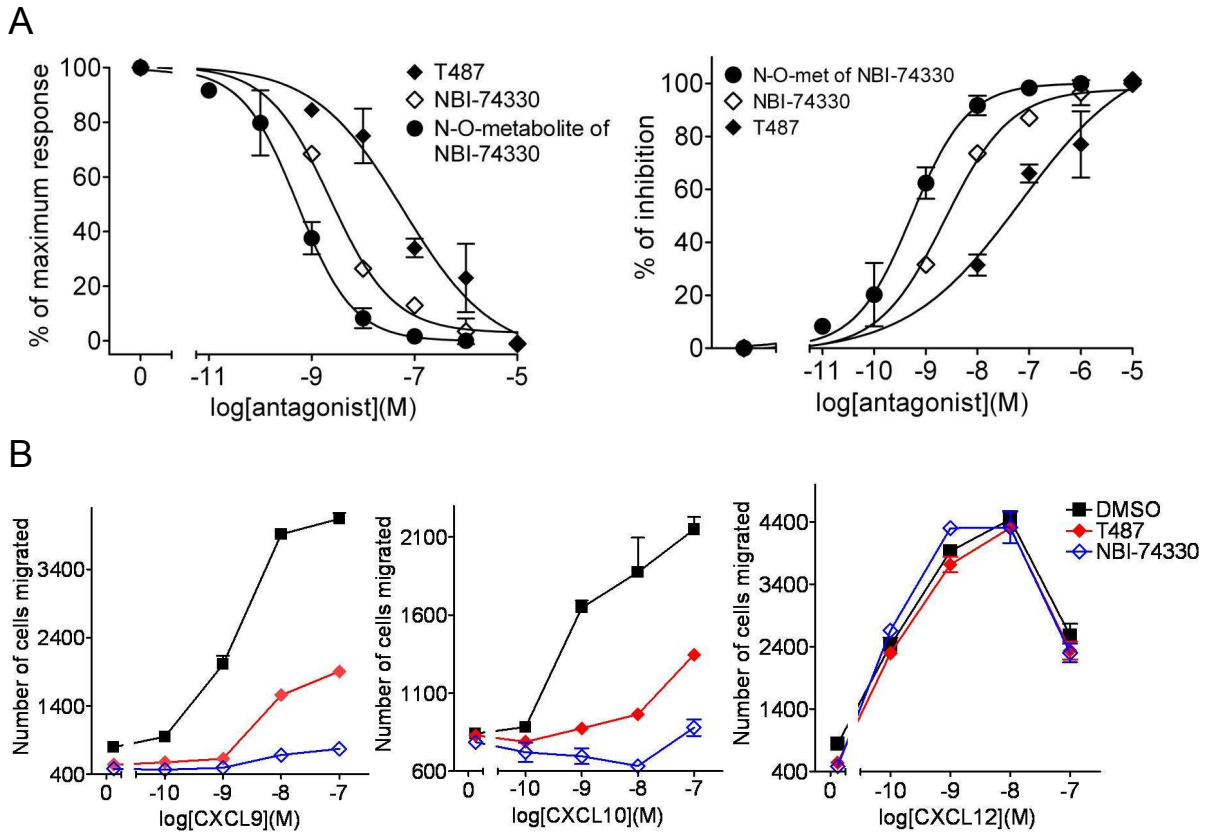 A
% of maximum response
100
80
60
40
20
0
0
-11
-9
-7
-5
log[antagonist](M)
T487
NBI-74330
N-O-metabolite of
NBI-74330
% of inhibition
100
80
60
40
20
0
-11
-10
-9
-8
-7
-6
-5
log[antagonist](M)
N-O-met of NBI-74330
NBI-74330
T487
B
Number of cells migrated
3400
2400
1400
400
0
-10
-9
-8
-7
log[CXCL9](M)
Number of cells migrated
2100
1600
1100
600
0
-10
-9
-8
-7
log[CXCL10](M)
Number of cells migrated
4400
3400
2400
1400
400
0
-10
-9
-8
-7
log[CXCL12](M)
DMSO
T487
NBI-74330